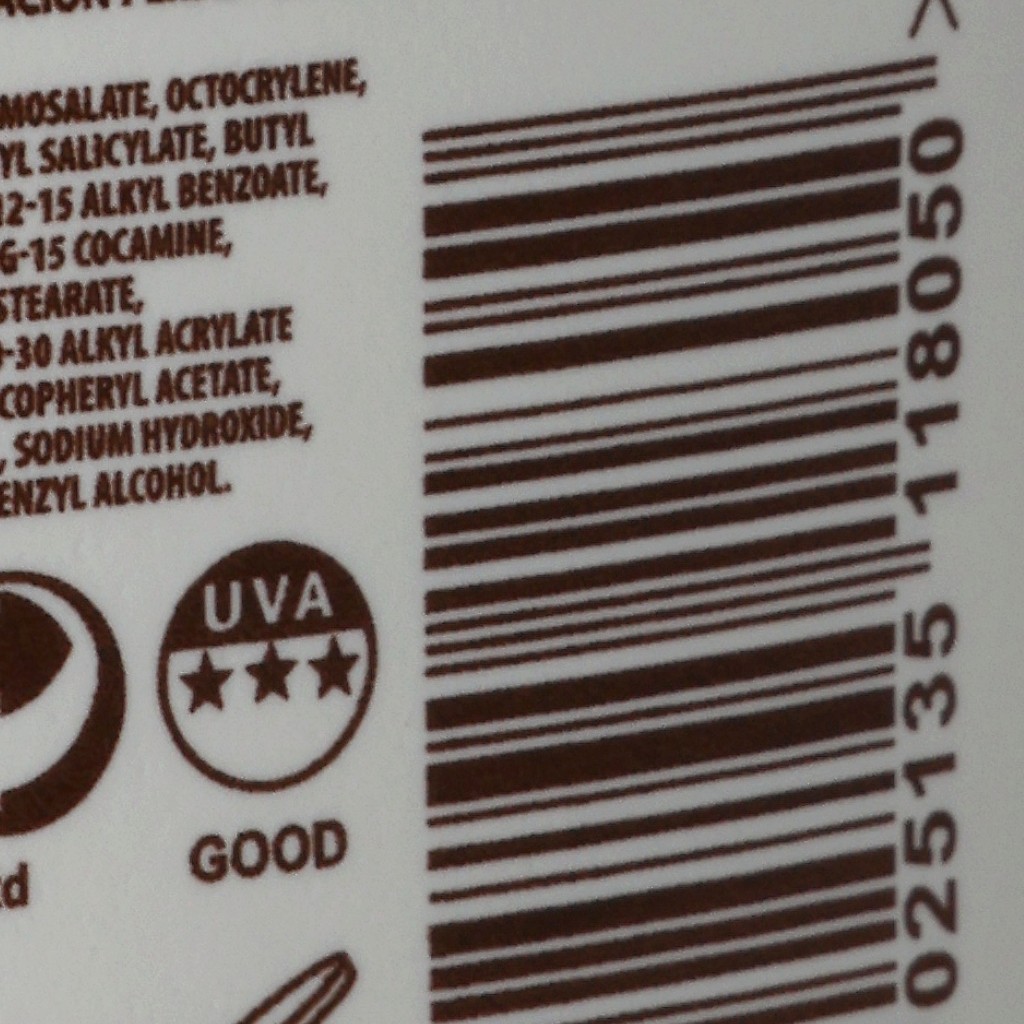 MOSALATE, OCTOCRYLENE,
YL SALICYLATE, BUTYL
12-15 ALKYL BENZOATE,
G-15 COCAMINE,
STEARATE,
-30 ALKYL ACRYLATE
COPHERYL ACETATE,
, SODIUM HYDROXIDE,
ENZYL ALCOHOL.
UVA
GOOD
025135 118050 >